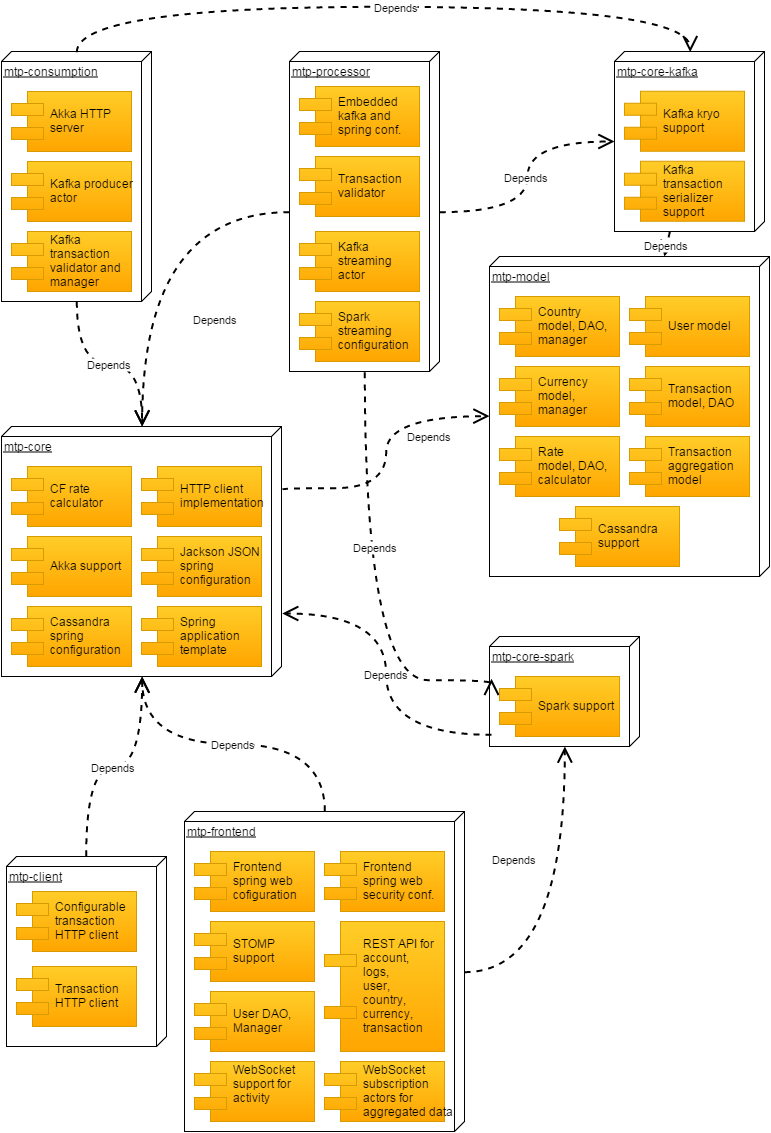 Depends
mtp-consumption
Akka HTTP
server
Kafka producer
actor
Kafka
transaction
validator and
manager
mtp-processor
Embedded
kafka and
spring conf.
Transaction
validator
Kafka
streaming
actor
Spark
streaming
configuration
mtp-core-kafka
Kafka kryo
support
Kafka
transaction
serializer
support
Depends
Depends
Depends
Depends
mtp-model
Country
model, DAO,
manager
User model
Currency
model,
manager
Transaction
model, DAO
Rate
model, DAO,
calculator
Transaction
aggregation
model
Cassandra
support
Depends
mtp-core
CF rate
calculator
HTTP client
implementation
Akka support
Jackson JSON
spring
configuration
Cassandra
spring
configuration
Spring
application
template
Depends
Depends
mtp-core-spark
Spark support
Depends
Depends
Depends
mtp-client
Configurable
transaction
HTTP client
Transaction
HTTP client
mtp-frontend
Frontend
spring web
cofiguration
Frontend
spring web
security conf.
STOMP
support
REST API for
account,
logs,
user,
country,
currency,
transaction
User DAO,
Manager
WebSocket
support for
activity
WebSocket
subscription
actors for
aggregated data